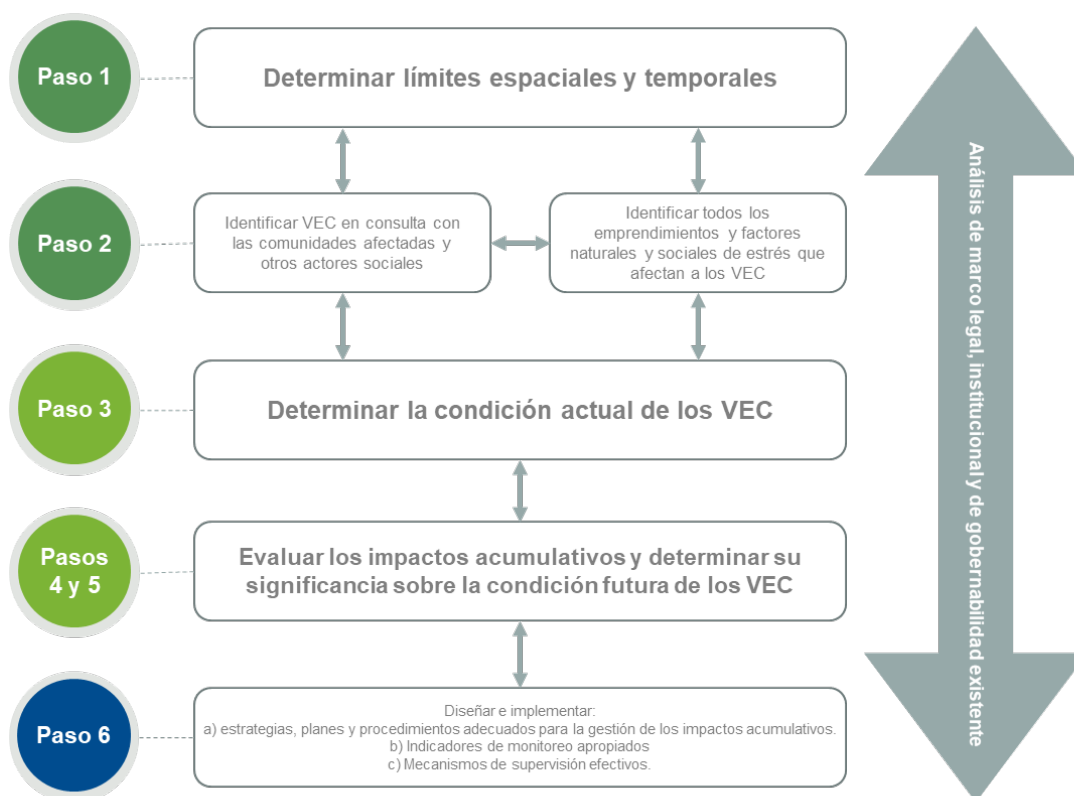 Paso 1
Determinar límites espaciales y temporales
Paso 2
Identificar VEC en consulta con
las comunidades afectadas y
otros actores sociales
Identificar todos los
emprendimientos y factores
naturales y sociales de estrés que
afectan a los VEC
Paso 3
Determinar la condición actual de los VEC
Pasos
4 y 5
Evaluar los impactos acumulativos y determinar su
significancia sobre la condición futura de los VEC
Paso 6
Diseñar e implementar:
a) estrategias, planes y procedimientos adecuados para la gestión de los impactos acumulativos.
b) Indicadores de monitoreo apropiados
c) Mecanismos de supervisión efectivos.
Análisis de marco legal, institucional y de gobernabilidad existente